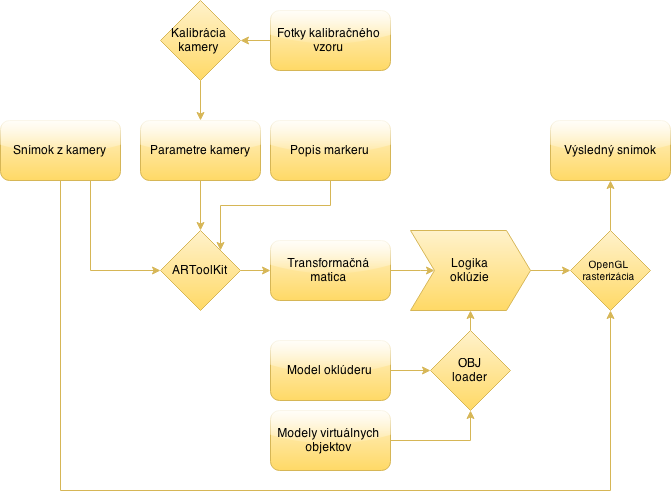 Kalibrácia
kamery
Fotky kalibračného
vzoru
Snímok z kamery
Parametre kamery
Popis markeru
Výsledný snímok
ARToolKit
Transformačná
matica
Logika
oklúzie
OpenGL
rasterizácia
Model oklúderu
OBJ
loader
Modely virtuálnych
objektov